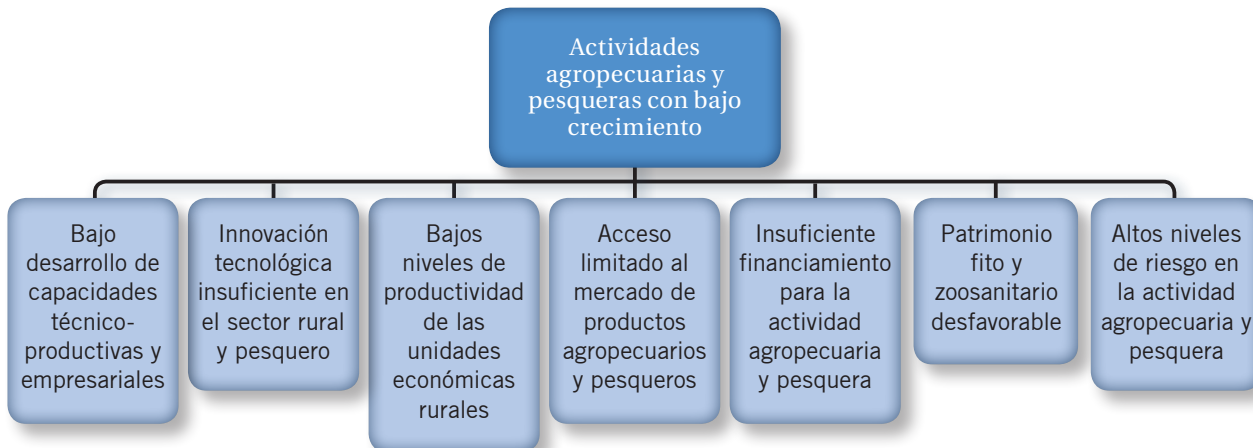 Actividades
agropecuarias y
pesqueras con bajo
crecimiento
Bajo
desarrollo de
capacidades
técnico-
productivas y
empresariales
Innovación
tecnológica
insuficiente en
el sector rural
y pesquero
Bajos
niveles de
productividad
de las
unidades
económicas
rurales
Acceso
limitado al
mercado de
productos
agropecuarios
y pesqueros
Insuficiente
financiamiento
para la
actividad
agropecuaria
y pesquera
Patrimonio
fito y
zoosanitario
desfavorable
Altos niveles
de riesgo en
la actividad
agropecuaria y
pesquera